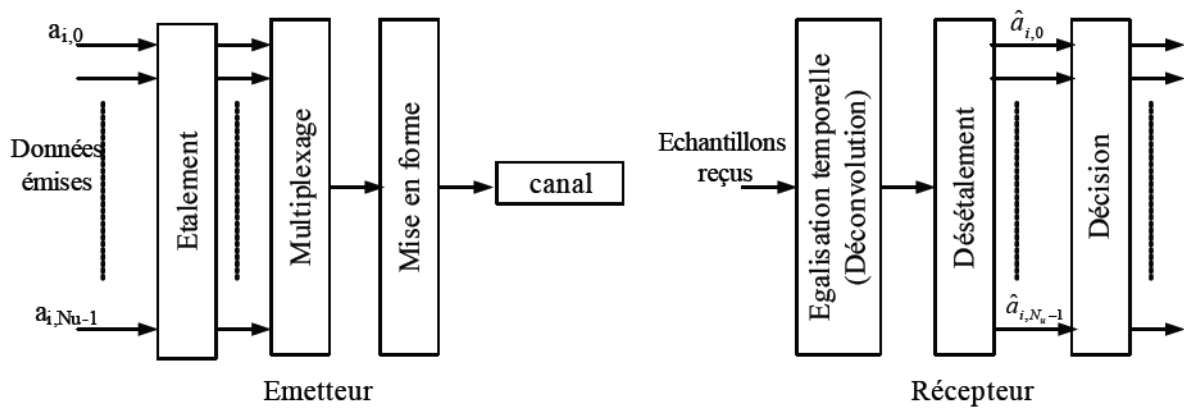 a_{i,0}
Données
émises
a_{i,Nu-1}
Etalement
Multiplexage
Mise en forme
canal
Emetteur
Echantillons
reçus
Egalisation temporelle
(Déconvolution)
Désétalement
â_{i,0}
â_{i,N_u-1}
Décision
Récepteur